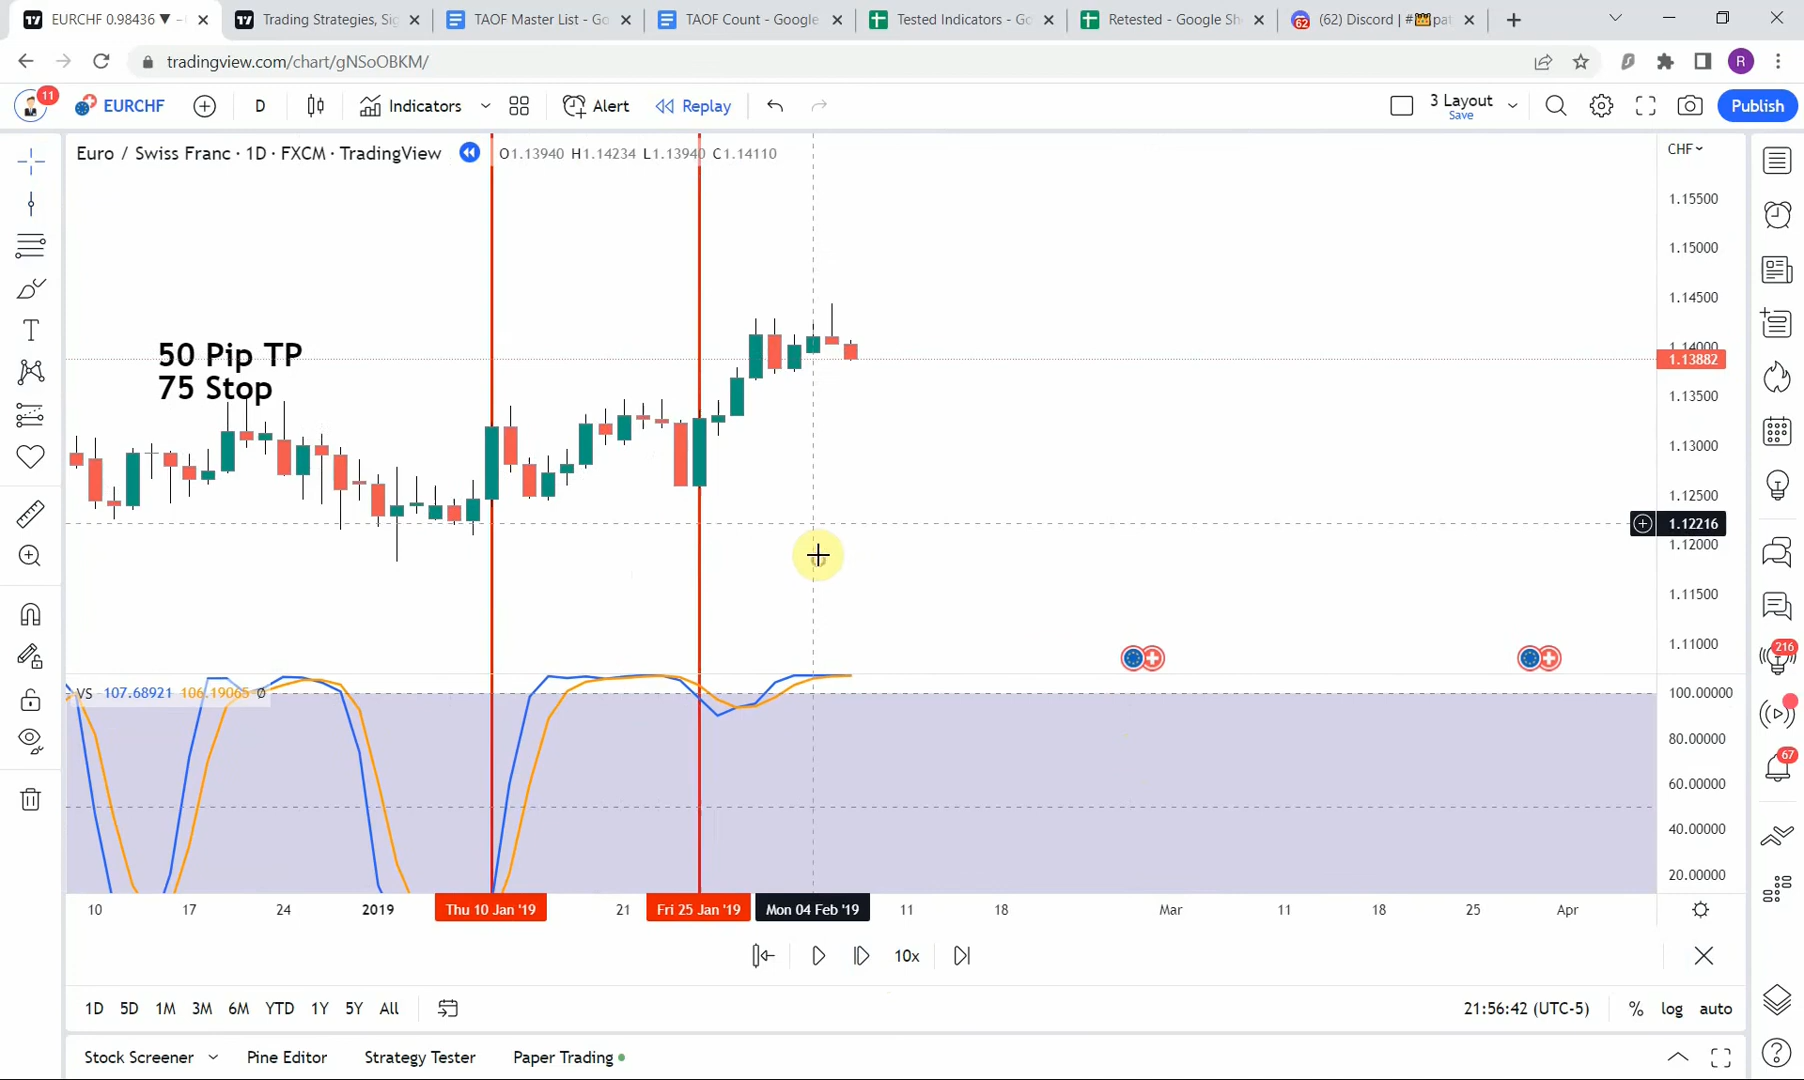 EURCHF 0.98436 ▼
Trading Strategies, Sig
TAOF Master List - Go
TAOF Count - Google
Tested Indicators - Go
Retested - Google Sh
62
(62) Discord | #👑pat
tradingview.com/chart/gNSoOBKM/
R
11
EURCHF
D
Indicators
Alert
Replay
3 Layout
Save
Publish
Euro / Swiss Franc · 1D · FXCM · TradingView
O1.13940 H1.14234 L1.13940 C1.14110
CHF
1.15500
1.15000
1.14500
1.14000
1.13882
1.13500
1.13000
1.12500
1.12216
1.12000
1.11500
1.11000
50 Pip TP
75 Stop
VS 107.68921 106.19065 Ø
100.00000
80.00000
60.00000
40.00000
20.00000
216
67
10 17 24 2019 Thu 10 Jan '19 21 Fri 25 Jan '19 Mon 04 Feb '19 11 18 Mar 11 18 25 Apr
10x
1D 5D 1M 3M 6M YTD 1Y 5Y All
21:56:42 (UTC-5) % log auto
Stock Screener Pine Editor Strategy Tester Paper Trading